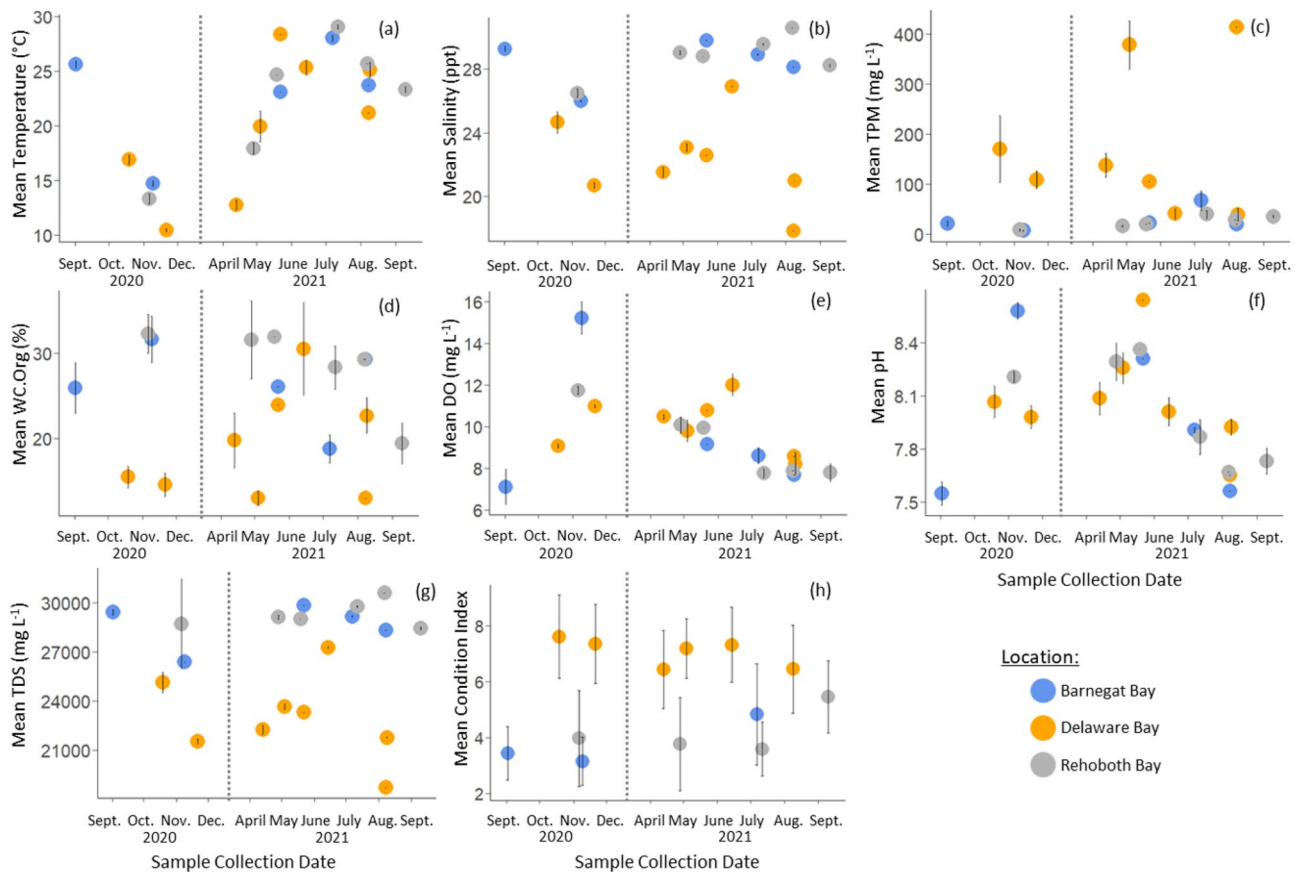 (a)
Mean Temperature (°C)
30
25
20
15
10
Sept. Oct. Nov. Dec. April May June July Aug. Sept.
2020 2021
(b)
Mean Salinity (ppt)
28
24
20
Sept. Oct. Nov. Dec. April May June July Aug. Sept.
2020 2021
(c)
Mean TPM (mg L-1)
400
300
200
100
0
Sept. Oct. Nov. Dec. April May June July Aug. Sept.
2020 2021
(d)
Mean WC.Org (%)
30
20
Sept. Oct. Nov. Dec. April May June July Aug. Sept.
2020 2021
(e)
Mean DO (mg L-1)
16
14
12
10
8
6
Sept. Oct. Nov. Dec. April May June July Aug. Sept.
2020 2021
(f)
Mean pH
8.4
8.1
7.8
7.5
Sept. Oct. Nov. Dec. April May June July Aug. Sept.
2020 2021
Sample Collection Date
(g)
Mean TDS (mg L-1)
30000
27000
24000
21000
Sept. Oct. Nov. Dec. April May June July Aug. Sept.
2020 2021
Sample Collection Date
(h)
Mean Condition Index
8
6
4
2
Sept. Oct. Nov. Dec. April May June July Aug. Sept.
2020 2021
Sample Collection Date
Location:
Barnegat Bay
Delaware Bay
Rehoboth Bay